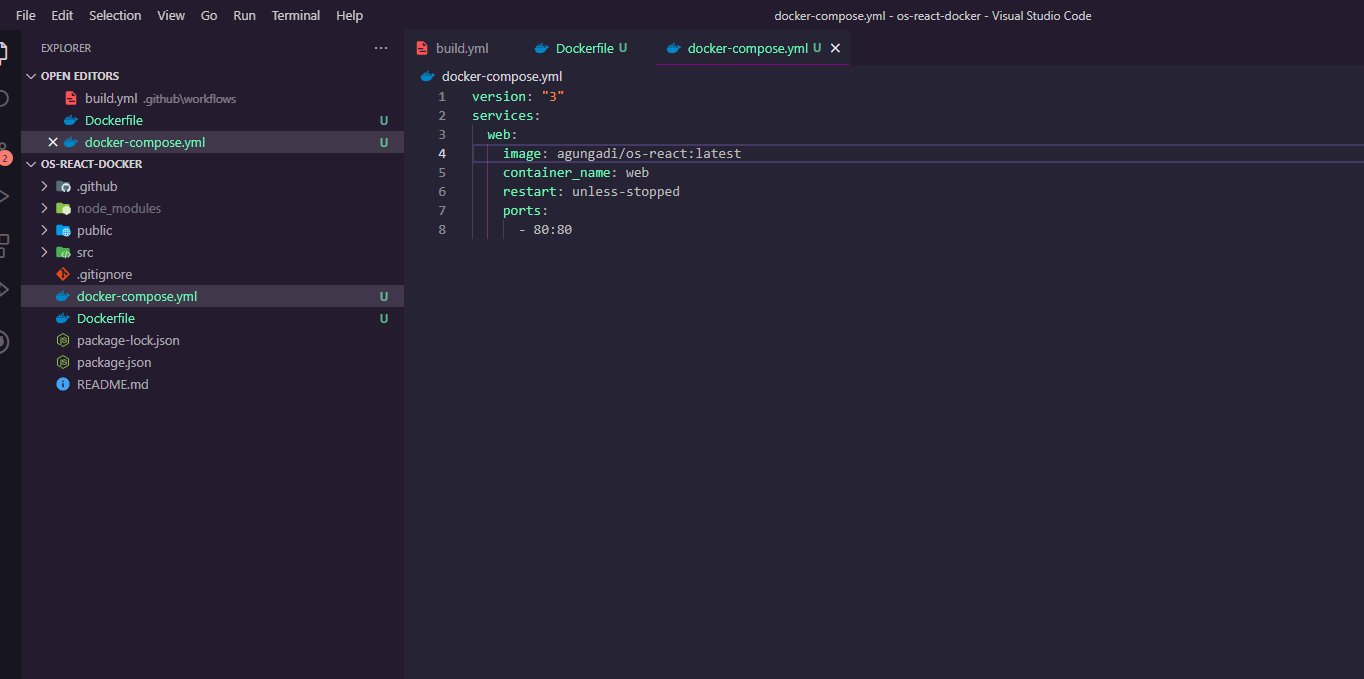 File Edit Selection View Go Run Terminal Help
docker-compose.yml - os-react-docker - Visual Studio Code
EXPLORER ...
OPEN EDITORS
build.yml .github\workflows
Dockerfile U
docker-compose.yml U
OS-REACT-DOCKER
.github
node_modules
public
src
.gitignore
docker-compose.yml U
Dockerfile U
package-lock.json
package.json
README.md
2
build.yml Dockerfile U docker-compose.yml U
docker-compose.yml
1 version: "3"
2 services:
3 web:
4 image: agungadi/os-react:latest
5 container_name: web
6 restart: unless-stopped
7 ports:
8 - 80:80